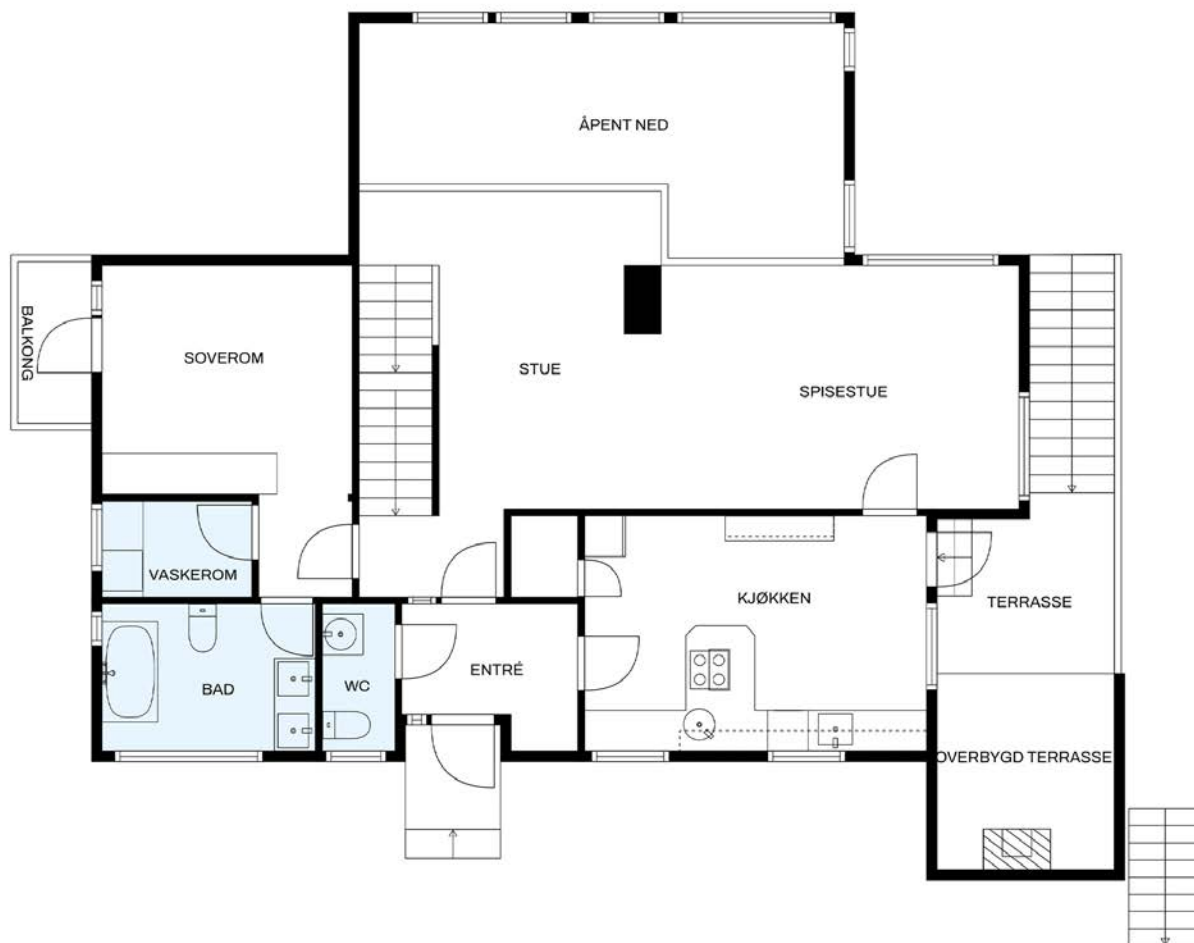 ÅPENT NED
BALKONG
SOVEROM
STUE
SPISESTUE
VASKEROM
KJØKKEN
TERRASSE
BAD
WC
ENTRÉ
OVERBYGD TERRASSE